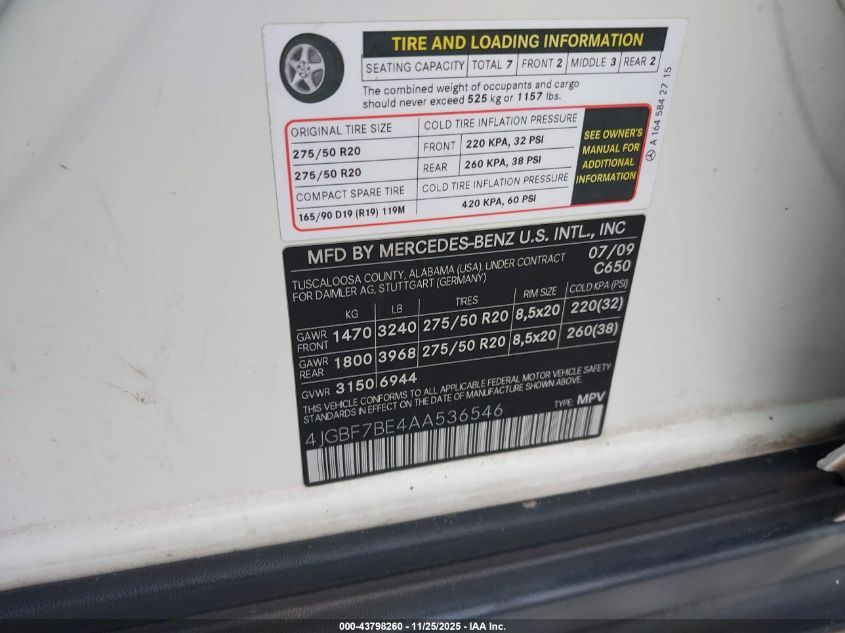 TIRE AND LOADING INFORMATION
SEATING CAPACITY TOTAL 7 FRONT 2 MIDDLE 3 REAR 2
The combined weight of occupants and cargo
should never exceed 525 kg or 1157 lbs.
ORIGINAL TIRE SIZE COLD TIRE INFLATION PRESSURE
275/50 R20 FRONT 220 KPA, 32 PSI
275/50 R20 REAR 260 KPA, 38 PSI
COMPACT SPARE TIRE COLD TIRE INFLATION PRESSURE
165/90 D19 (R19) 119M 420 KPA, 60 PSI
SEE OWNER'S
MANUAL FOR
ADDITIONAL
INFORMATION
A 164 584 27 15
MFD BY MERCEDES-BENZ U.S. INTL., INC
TUSCALOOSA COUNTY, ALABAMA (USA), UNDER CONTRACT 07/09
FOR DAIMLER AG, STUTTGART (GERMANY) C650
KG LB TIRES RIM SIZE COLD KPA (PSI)
GAWR FRONT 1470 3240 275/50 R20 8,5x20 220(32)
GAWR REAR 1800 3968 275/50 R20 8,5x20 260(38)
GVWR 3150 6944
THIS VEHICLE CONFORMS TO ALL APPLICABLE FEDERAL MOTOR VEHICLE SAFETY
STANDARDS IN EFFECT ON THE DATE OF MANUFACTURE SHOWN ABOVE.
4JGBF7BE4AA536546 TYPE: MPV
000-43798260 - 11/25/2025 - IAA Inc.